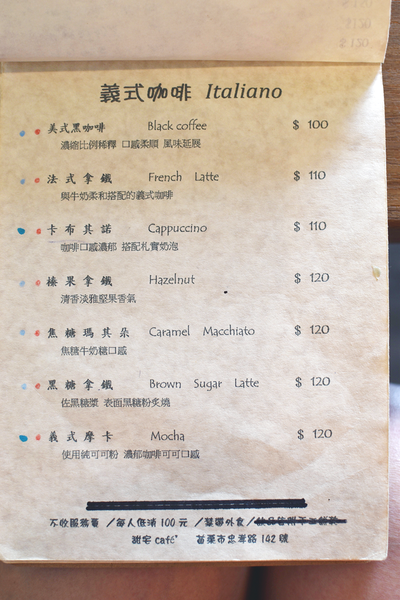 義式咖啡 Italiano
美式黑咖啡 Black coffee $ 100
濃縮比例稀釋 口感柔順 風味延展
法式拿鐵 French Latte $ 110
與牛奶柔和搭配的義式咖啡
卡布其諾 Cappuccino $ 110
咖啡口感濃郁 搭配札實奶泡
榛果拿鐵 Hazelnut $ 120
清香淡雅堅果香氣
焦糖瑪其朵 Caramel Macchiato $ 120
焦糖牛奶糖口感
黑糖拿鐵 Brown Sugar Latte $ 120
佐黑糖漿 表面黑糖粉炙燒
義式摩卡 Mocha $ 120
使用純可可粉 濃郁咖啡可可口感
不收服務費 / 每人低消 100 元 / 禁帶外食 /
café 苗栗市忠孝路 142 號